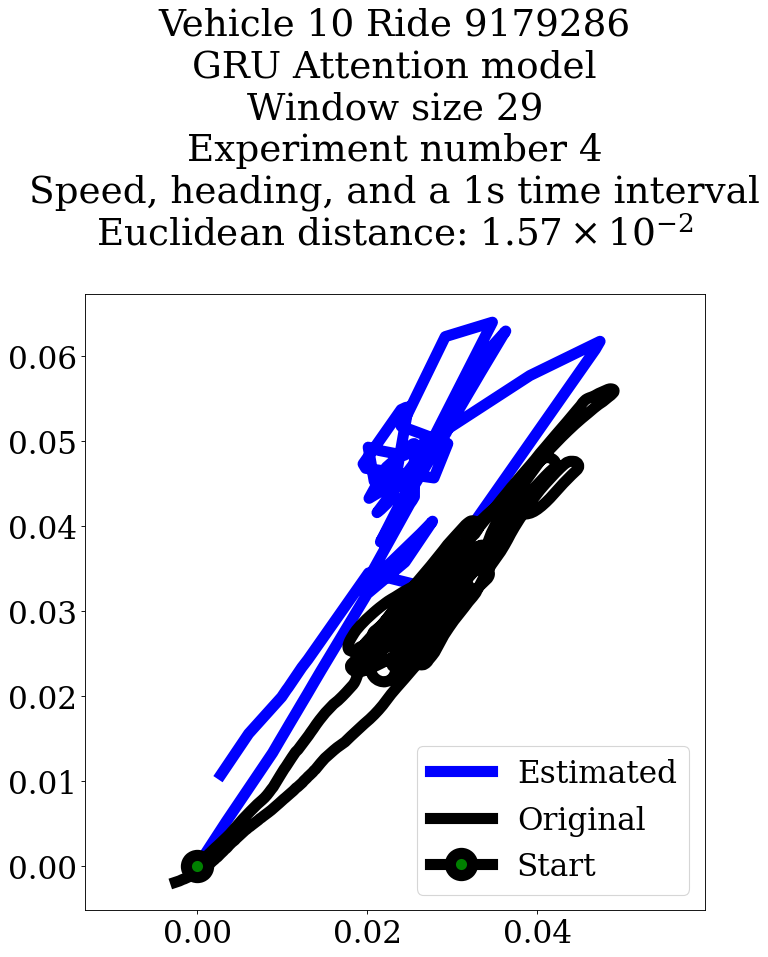 Vehicle 10 Ride 9179286
GRU Attention model
Window size 29
Experiment number 4
Speed, heading, and a 1s time interval
Euclidean distance: 1.57 × 10⁻²
0.06
0.05
0.04
0.03
0.02
0.01
0.00
Estimated
Original
Start
0.00 0.02 0.04